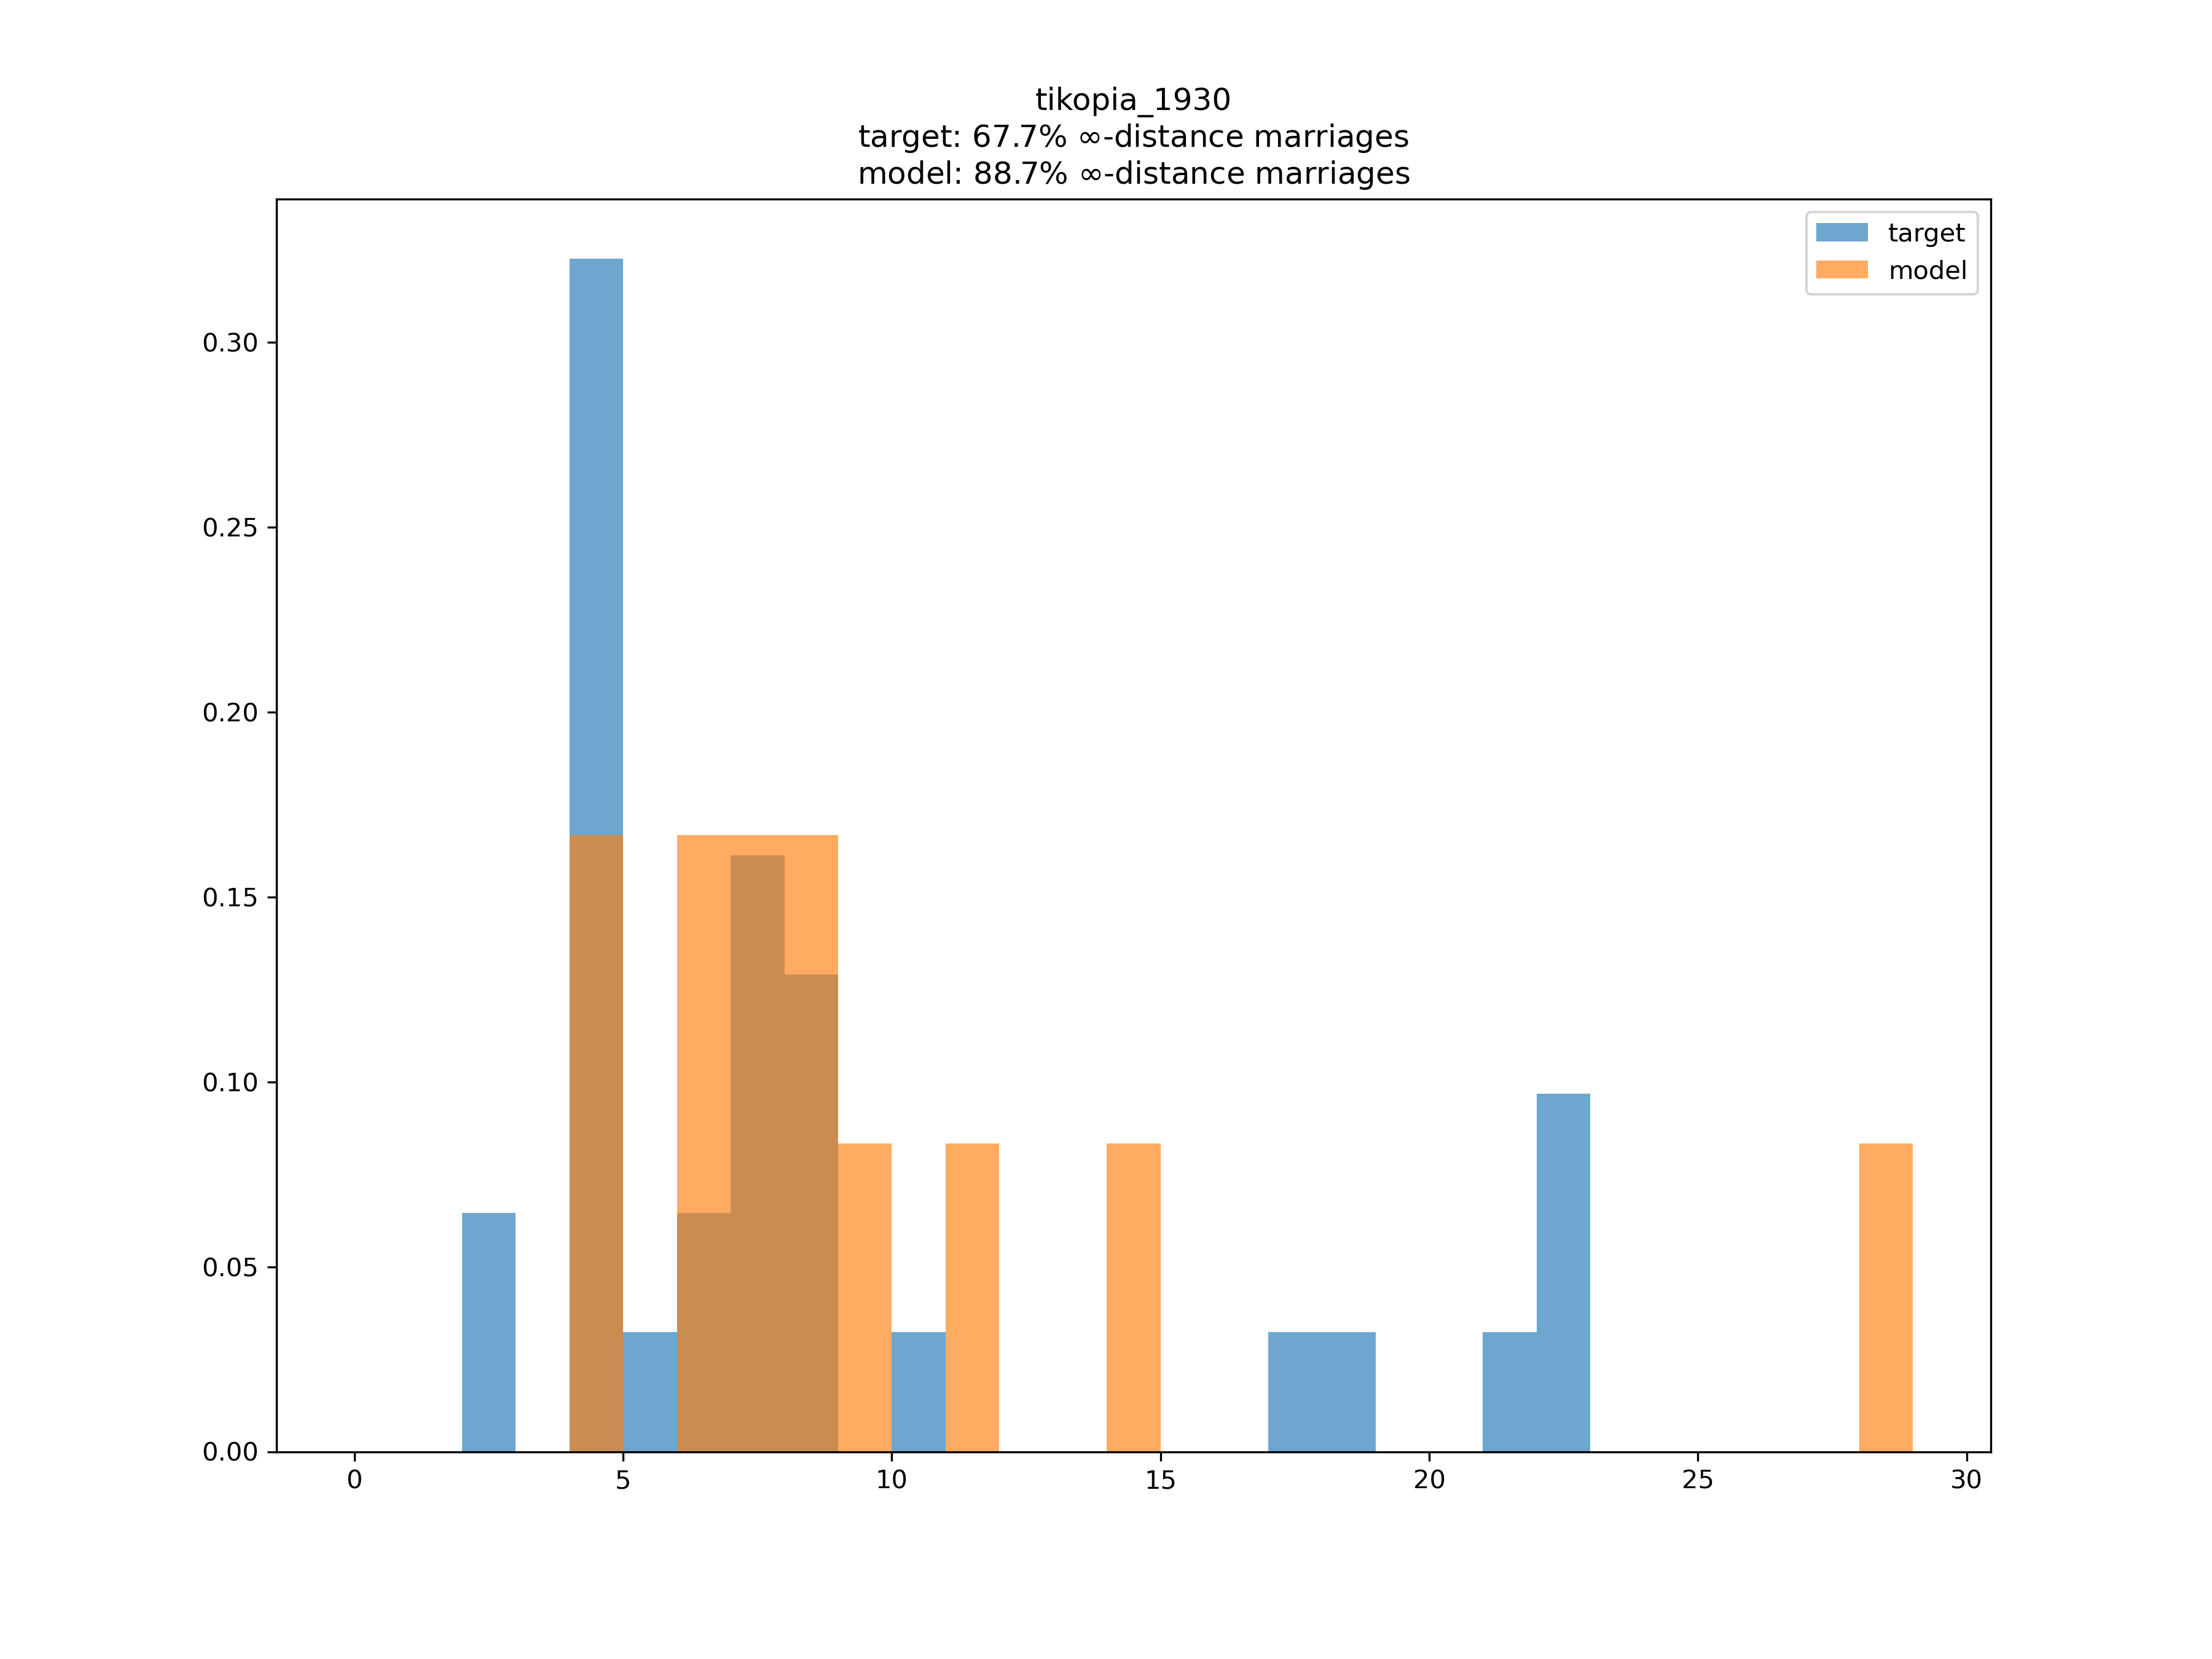 tikopia_1930
target: 67.7% ∞-distance marriages
model: 88.7% ∞-distance marriages
target
model
0.30
0.25
0.20
0.15
0.10
0.05
0.00
0 5 10 15 20 25 30